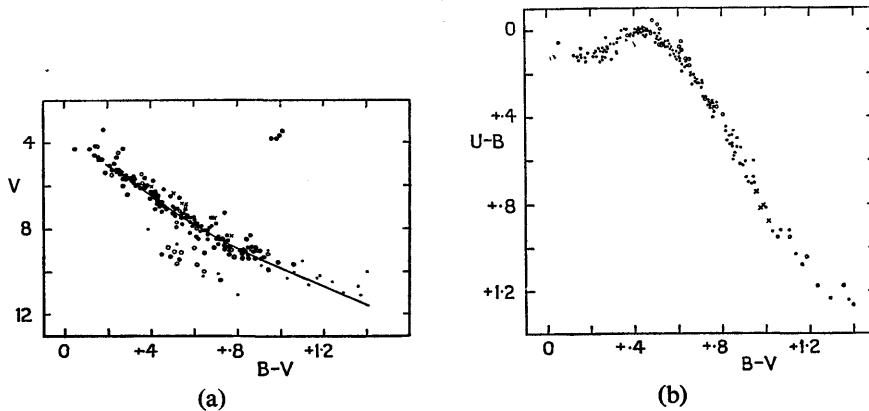 4
V
8
12
0 +·4 +·8 +1·2
B–V
(a)
0
+·4
U–B
+·8
+1·2
0 +·4 +·8 +1·2
B–V
(b)